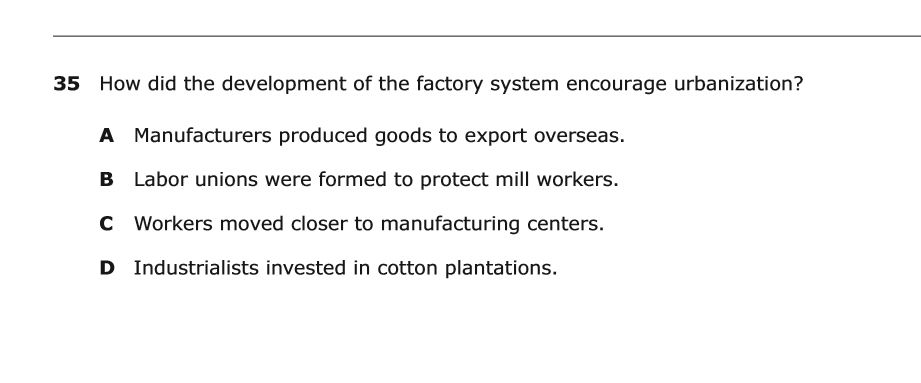 35 How did the development of the factory system encourage urbanization?
A Manufacturers produced goods to export overseas.
B Labor unions were formed to protect mill workers.
C Workers moved closer to manufacturing centers.
D Industrialists invested in cotton plantations.